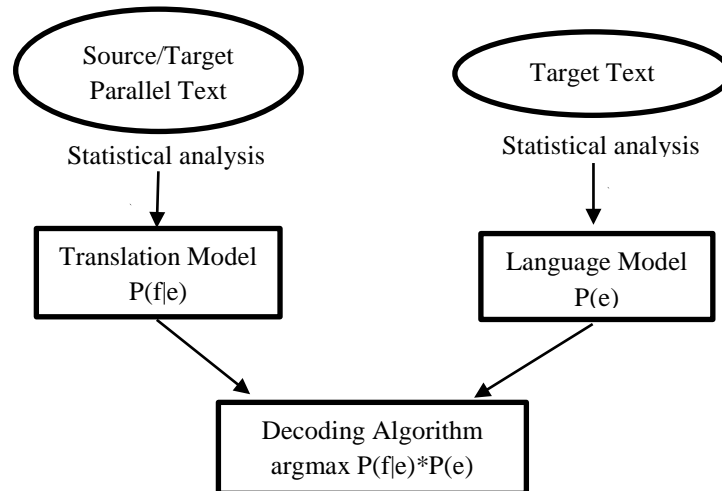 Source/Target
Parallel Text
Target Text
Statistical analysis
Statistical analysis
Translation Model
P(f|e)
Language Model
P(e)
Decoding Algorithm
argmax P(f|e)*P(e)